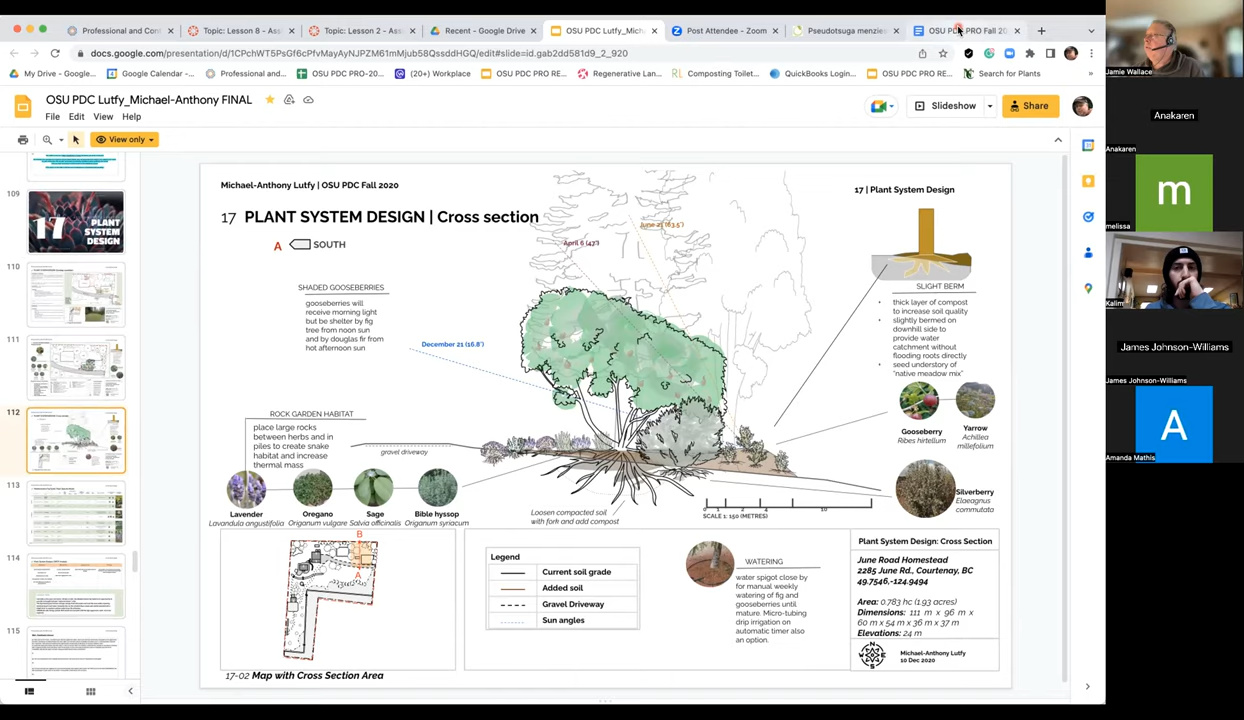 Professional and Cont
Topic: Lesson 8 - As
Topic: Lesson 2 - As
Recent - Google Drive
OSU PDC Lutfy_Mich
Post Attendee - Zoom
Pseudotsuga menzies
OSU PDC PRO Fall 20
docs.google.com/presentation/d/1CPchWT5PsGf6cPfvMayAyNJPZM61mMjub58QssddHGQ/edit#slide=id.gab2dd581d9_2_920
My Drive - Google...
Google Calendar -...
Professional and...
OSU PDC PRO-20...
(20+) Workplace
OSU PDC PRO RE...
Regenerative Lan...
Composting Toilet...
QuickBooks Login...
OSU PDC PRO RE...
Search for Plants
OSU PDC Lutfy_Michael-Anthony FINAL
File Edit View Help
Slideshow
Share
View only
109
17 PLANT SYSTEM DESIGN
110
111
112
113
114
115
Michael-Anthony Lutfy | OSU PDC Fall 2020
17 | Plant System Design
17 PLANT SYSTEM DESIGN | Cross section
A SOUTH
April 6 (47°)
June 21 (63.5°)
December 21 (16.8°)
SHADED GOOSEBERRIES
gooseberries will
receive morning light
but be shelter by fig
tree from noon sun
and by douglas fir from
hot afternoon sun
SLIGHT BERM
• thick layer of compost
to increase soil quality
• slightly bermed on
downhill side to
provide water
catchment without
flooding roots directly
• seed understory of
"native meadow mix"
ROCK GARDEN HABITAT
place large rocks
between herbs and in
piles to create snake
habitat and increase
thermal mass
gravel driveway
Lavender
Lavandula angustifolia
Oregano
Origanum vulgare
Sage
Salvia officinalis
Bible hyssop
Origanum syriacum
Loosen compacted soil
with fork and add compost
SCALE 1: 150 (METRES)
0 1 2 4 6 10
Gooseberry
Ribes hirtellum
Yarrow
Achillea
millefolium
Silverberry
Elaeagnus
commutata
B
A
17-02 Map with Cross Section Area
Legend
Current soil grade
Added soil
Gravel Driveway
Sun angles
WATERING
water spigot close by
for manual weekly
watering of fig and
gooseberries until
mature. Micro-tubing
drip irrigation on
automatic timer also
an option.
Plant System Design: Cross Section
June Road Homestead
2285 June Rd., Courtenay, BC
49.7546,-124.9494
Area: 0.783 hc (1.93 acres)
Dimensions: 111 m x 96 m x
60 m x 54 m x 36 m x 37 m
Elevations: 24 m
Michael-Anthony Lutfy
10 Dec 2020
Jamie Wallace
Anakaren
Anakaren
m
melissa
Kalim
James Johnson-Williams
James Johnson-Williams
A
Amanda Mathis